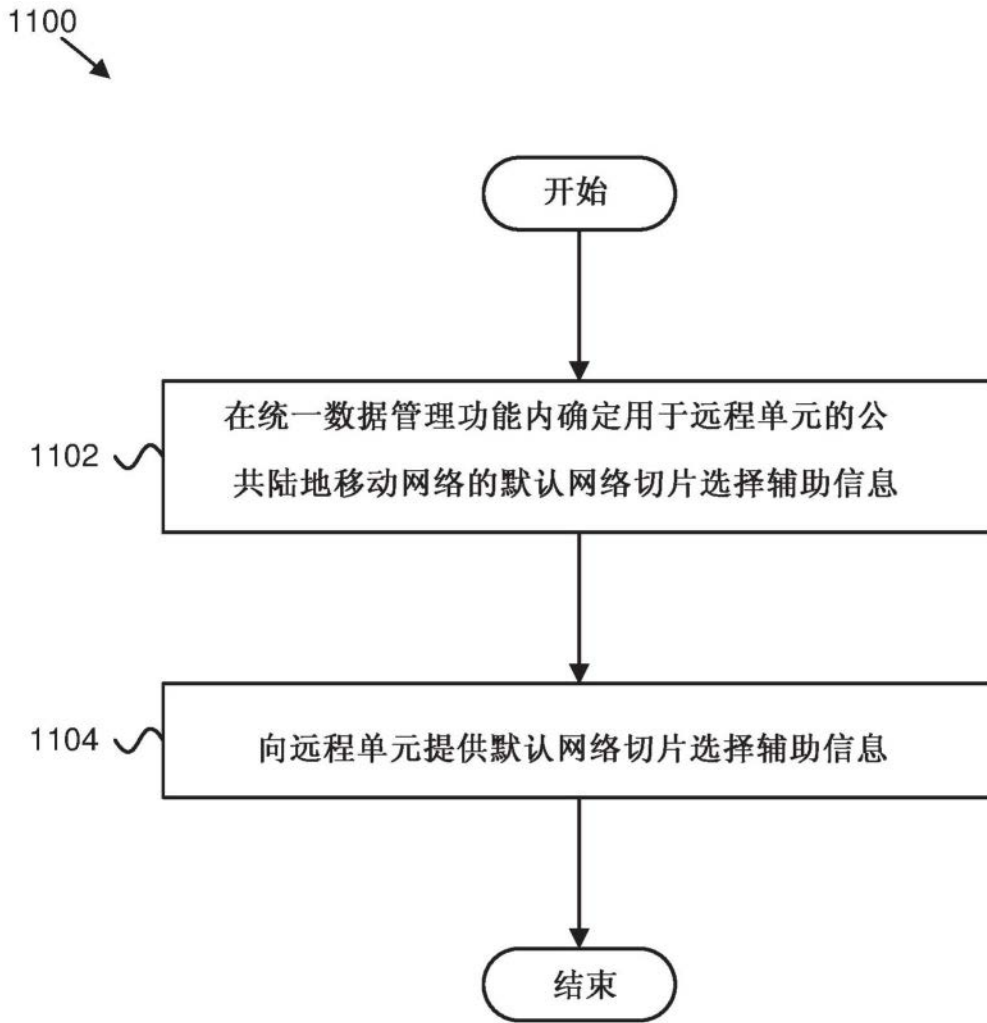 1100
开始
1102
在统一数据管理功能内确定用于远程单元的公
共陆地移动网络的默认网络切片选择辅助信息
1104
向远程单元提供默认网络切片选择辅助信息
结束